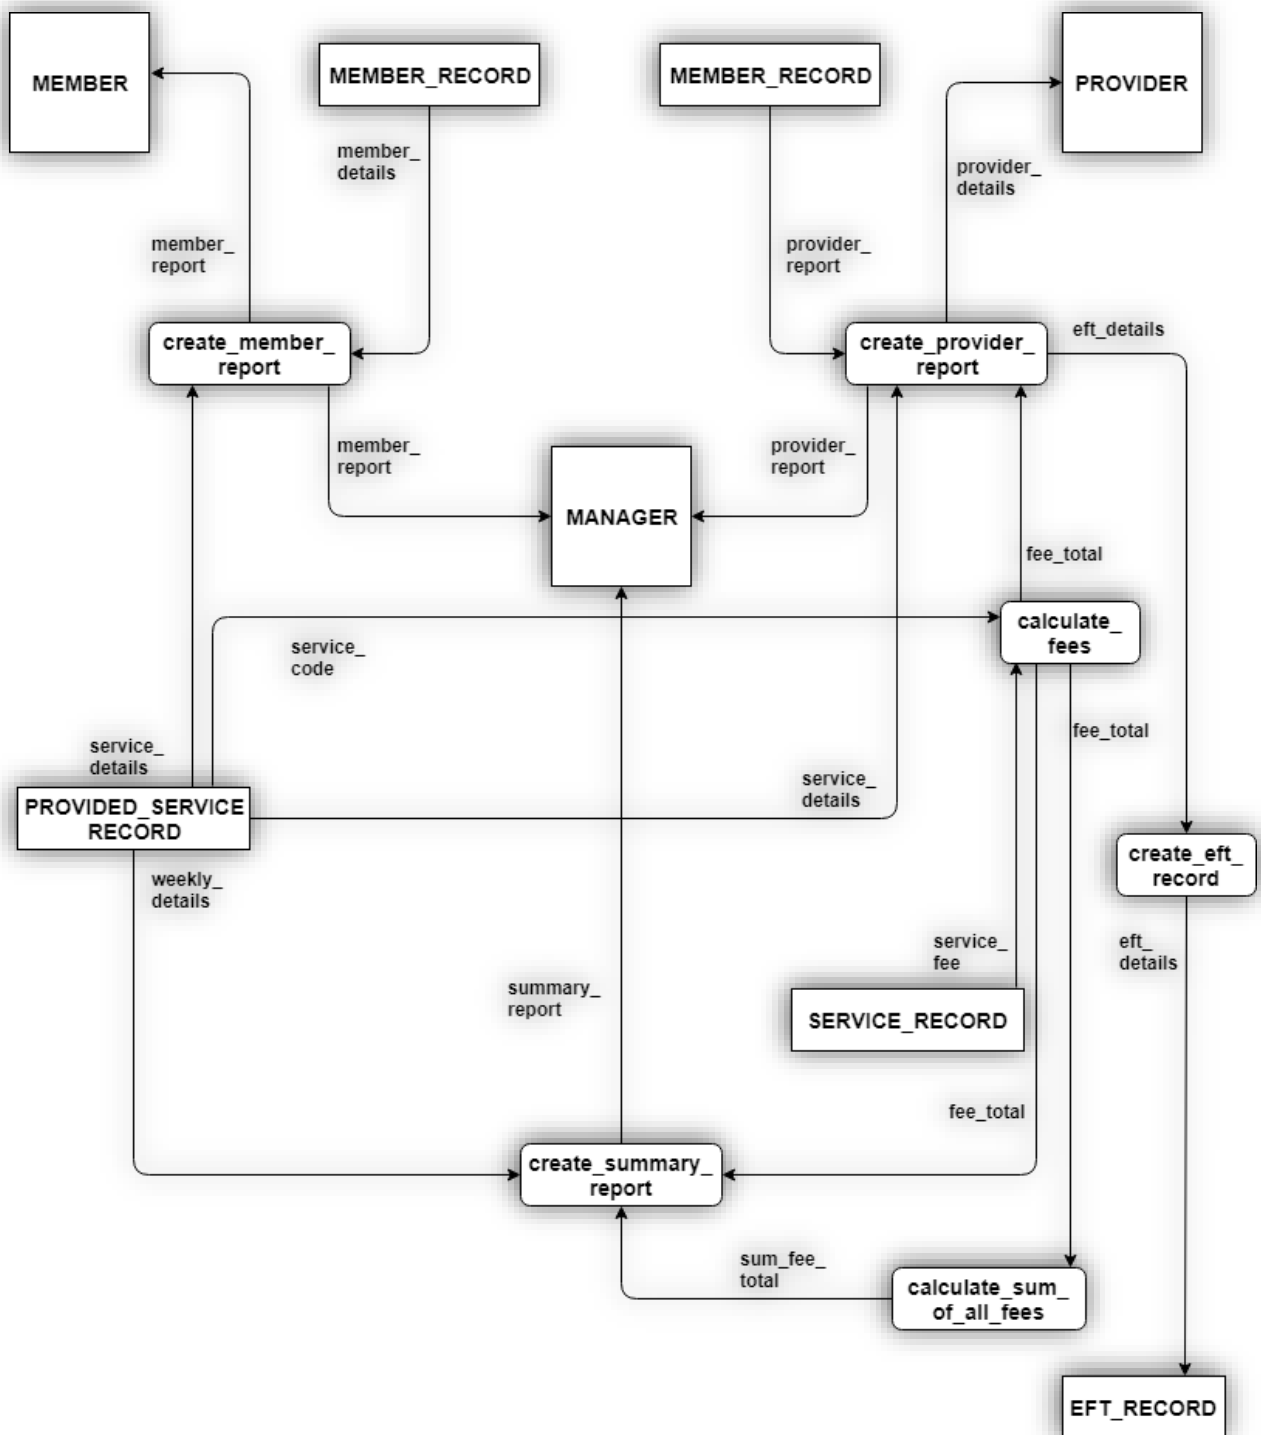 MEMBER
MEMBER_RECORD
MEMBER_RECORD
PROVIDER
member_
details
provider_
details
member_
report
provider_
report
create_member_
report
create_provider_
report
eft_details
member_
report
provider_
report
MANAGER
fee_total
calculate_
fees
service_
code
service_
details
fee_total
service_
details
PROVIDED_SERVICE
RECORD
create_eft_
record
weekly_
details
service_
fee
eft_
details
summary_
report
SERVICE_RECORD
fee_total
create_summary_
report
sum_fee_
total
calculate_sum_
of_all_fees
EFT_RECORD